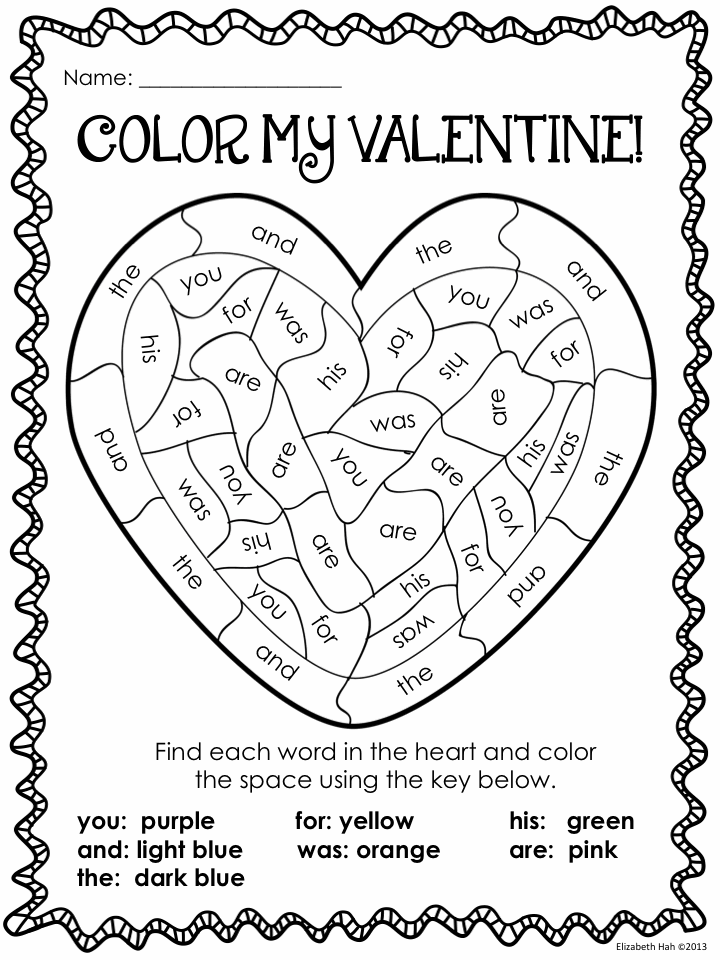 Name: ___________________
COLOR MY VALENTINE!
and
the
the
and
you
you
for
was
was
his
for
for
his
his
are
are
for
was
and
are
you
are
his
was
the
you
was
are
are
you
his
the
are
for
his
and
you
for
was
and
the
Find each word in the heart and color
the space using the key below.
you: purple for: yellow his: green
and: light blue was: orange are: pink
the: dark blue
Elizabeth Hah ©2013